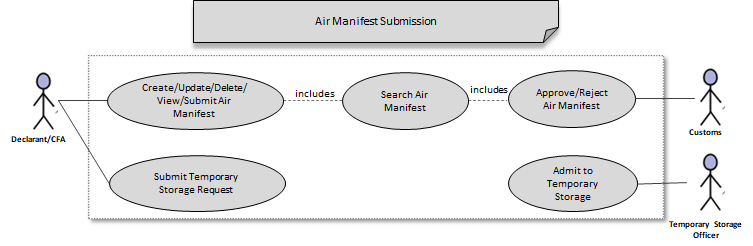 Air Manifest Submission
Create/Update/Delete/
View/Submit Air
Manifest
includes
Search Air
Manifest
includes
Approve/Reject
Air Manifest
Declarant/CFA
Customs
Submit Temporary
Storage Request
Admit to
Temporary
Storage
Temporary Storage
Officer